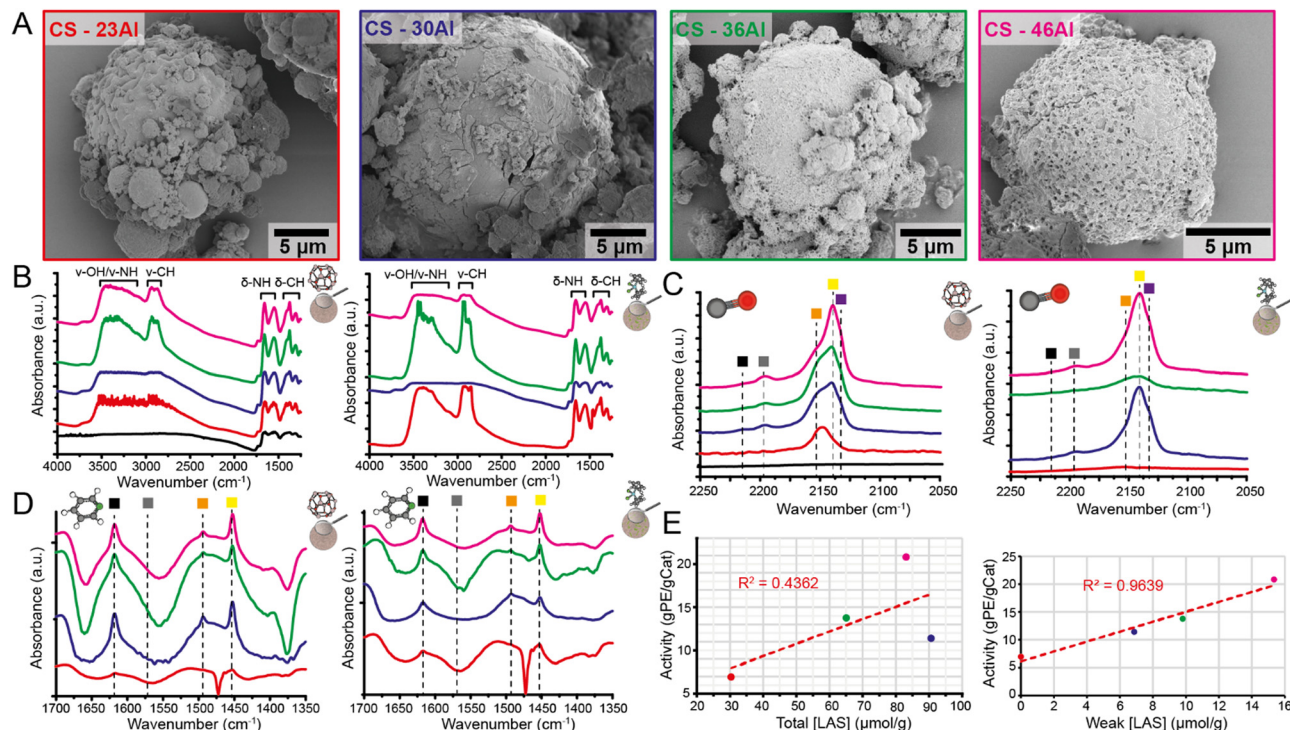 A
CS - 23Al
CS - 30Al
CS - 36Al
CS - 46Al
5 µm
5 µm
5 µm
5 µm
B
ν-OH/ν-NH ν-CH
δ-NH δ-CH
Absorbance (a.u.)
4000 3500 3000 2500 2000 1500
Wavenumber (cm⁻¹)
ν-OH/ν-NH ν-CH
δ-NH δ-CH
Absorbance (a.u.)
4000 3500 3000 2500 2000 1500
Wavenumber (cm⁻¹)
C
Absorbance (a.u.)
2250 2200 2150 2100 2050
Wavenumber (cm⁻¹)
Absorbance (a.u.)
2250 2200 2150 2100 2050
Wavenumber (cm⁻¹)
D
Absorbance (a.u.)
1700 1650 1600 1550 1500 1450 1400 1350
Wavenumber (cm⁻¹)
Absorbance (a.u.)
1700 1650 1600 1550 1500 1450 1400 1350
Wavenumber (cm⁻¹)
E
Activity (gPE/gCat)
25
20
15
10
5
R² = 0.4362
20 30 40 50 60 70 80 90 100
Total [LAS] (µmol/g)
Activity (gPE/gCat)
25
20
15
10
5
0
R² = 0.9639
0 2 4 6 8 10 12 14 16
Weak [LAS] (µmol/g)